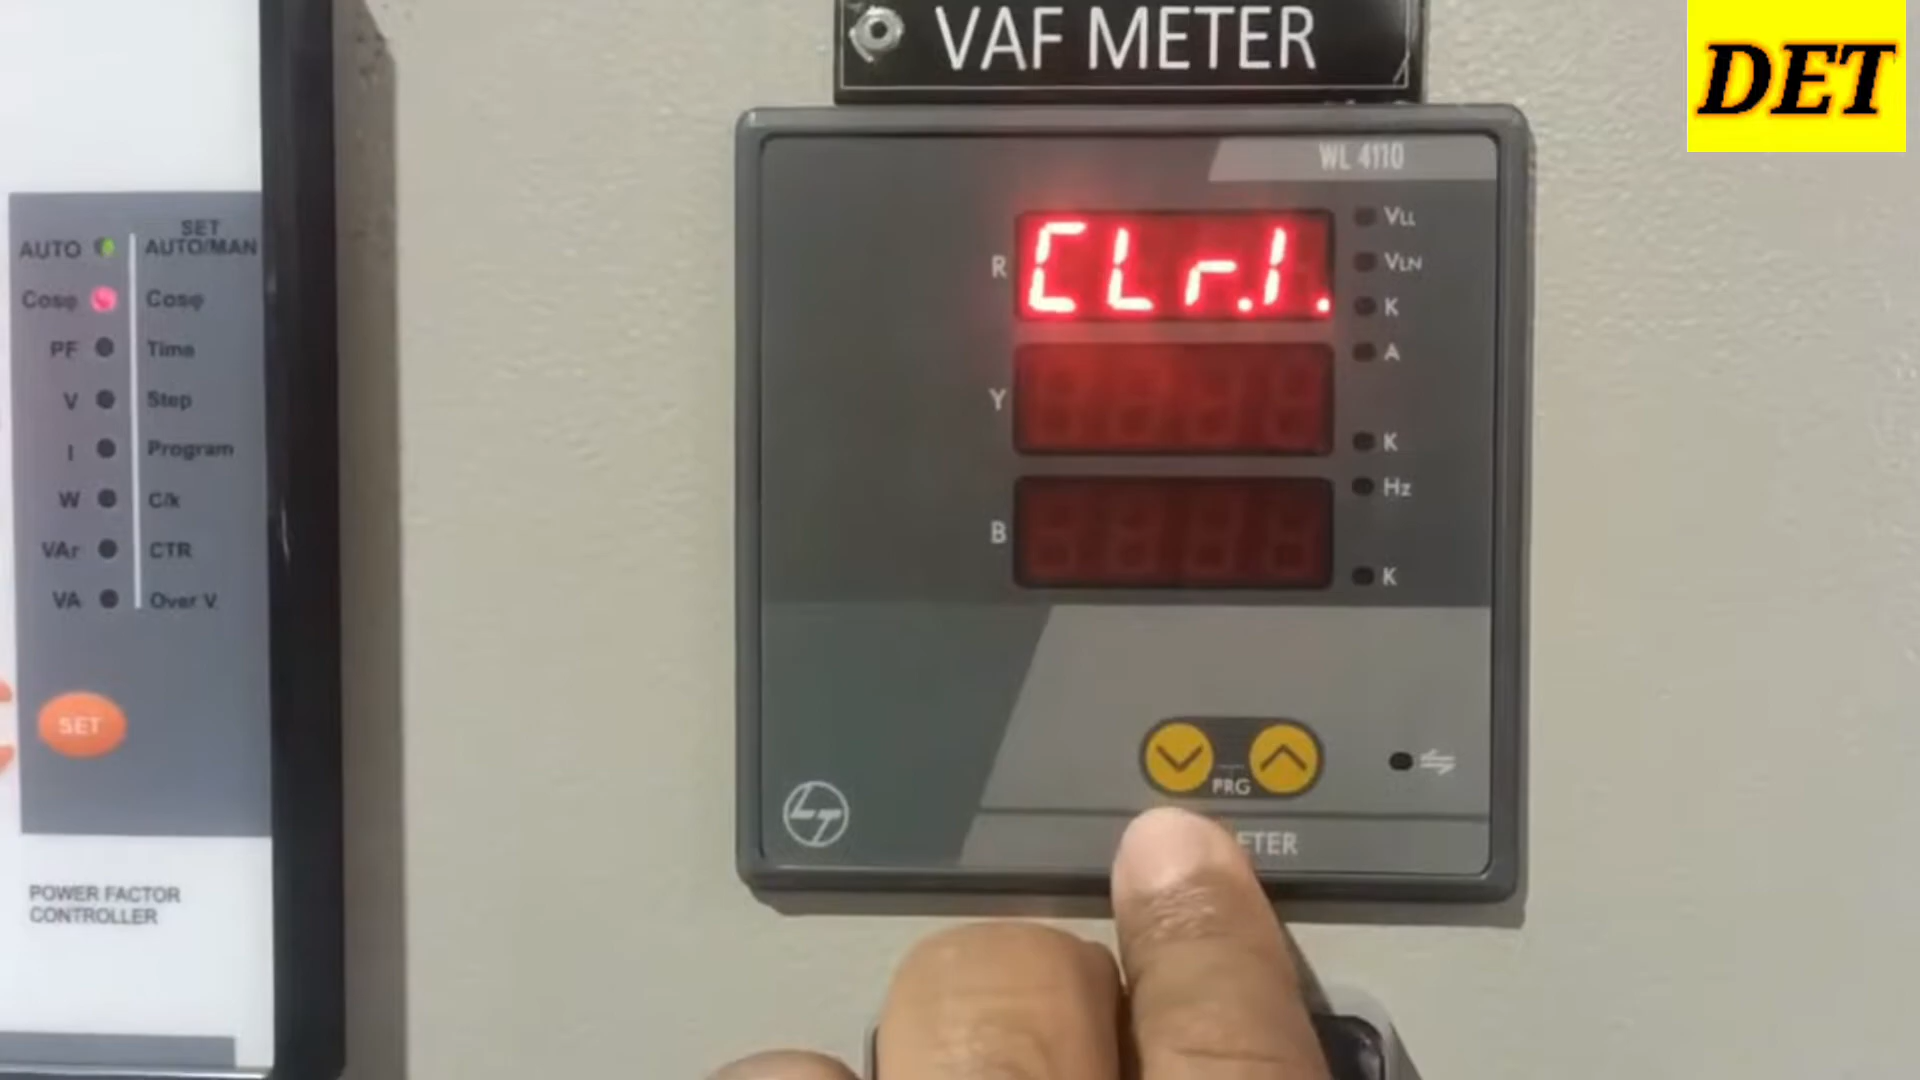 VAF METER
DET
WL 4110
SET
AUTO AUTO/MAN
Cosφ Cosφ
PF Time
V Step
I Program
W C/k
VAr CTR
VA Over V.
SET
POWER FACTOR
CONTROLLER
R CLr.1.
Y
B
VLL
VLN
K
A
K
Hz
K
PRG
LT